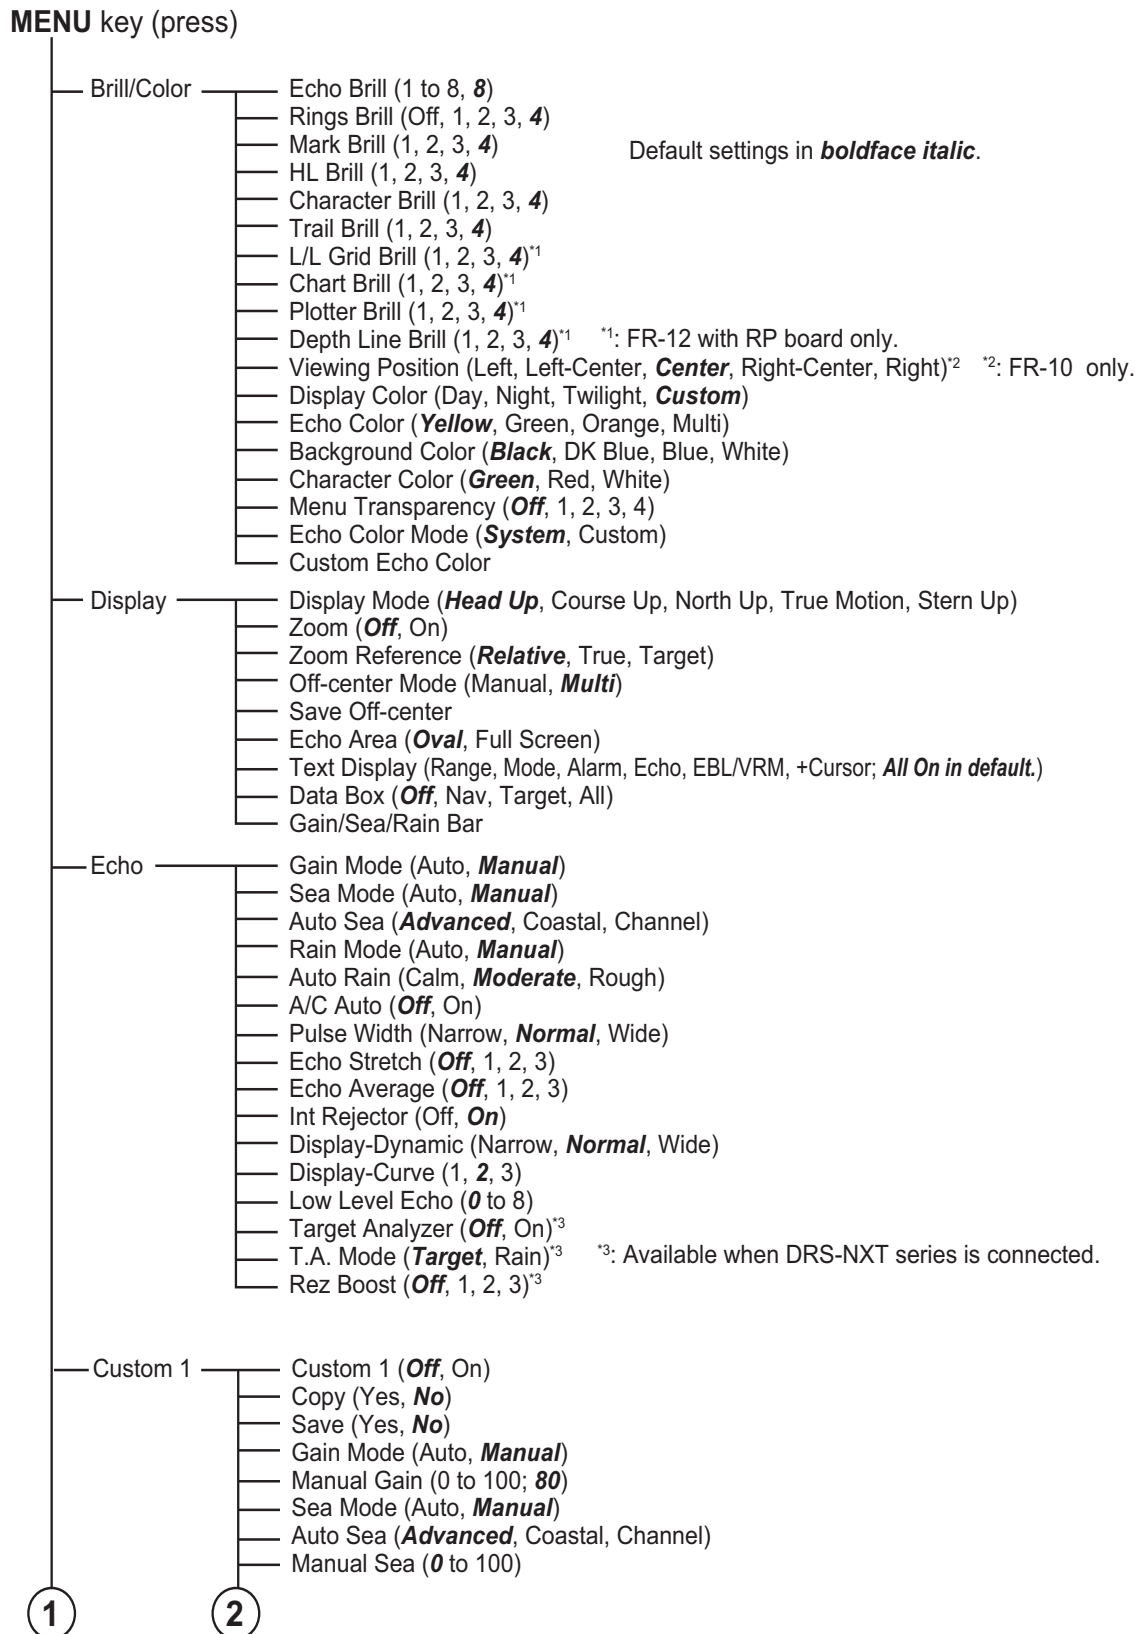 MENU key (press)
Brill/Color
Echo Brill (1 to 8, 8)
Rings Brill (Off, 1, 2, 3, 4)
Mark Brill (1, 2, 3, 4)
Default settings in boldface italic.
HL Brill (1, 2, 3, 4)
Character Brill (1, 2, 3, 4)
Trail Brill (1, 2, 3, 4)
L/L Grid Brill (1, 2, 3, 4)*1
Chart Brill (1, 2, 3, 4)*1
Plotter Brill (1, 2, 3, 4)*1
Depth Line Brill (1, 2, 3, 4)*1 *1: FR-12 with RP board only.
Viewing Position (Left, Left-Center, Center, Right-Center, Right)*2 *2: FR-10 only.
Display Color (Day, Night, Twilight, Custom)
Echo Color (Yellow, Green, Orange, Multi)
Background Color (Black, DK Blue, Blue, White)
Character Color (Green, Red, White)
Menu Transparency (Off, 1, 2, 3, 4)
Echo Color Mode (System, Custom)
Custom Echo Color
Display
Display Mode (Head Up, Course Up, North Up, True Motion, Stern Up)
Zoom (Off, On)
Zoom Reference (Relative, True, Target)
Off-center Mode (Manual, Multi)
Save Off-center
Echo Area (Oval, Full Screen)
Text Display (Range, Mode, Alarm, Echo, EBL/VRM, +Cursor; All On in default.)
Data Box (Off, Nav, Target, All)
Gain/Sea/Rain Bar
Echo
Gain Mode (Auto, Manual)
Sea Mode (Auto, Manual)
Auto Sea (Advanced, Coastal, Channel)
Rain Mode (Auto, Manual)
Auto Rain (Calm, Moderate, Rough)
A/C Auto (Off, On)
Pulse Width (Narrow, Normal, Wide)
Echo Stretch (Off, 1, 2, 3)
Echo Average (Off, 1, 2, 3)
Int Rejector (Off, On)
Display-Dynamic (Narrow, Normal, Wide)
Display-Curve (1, 2, 3)
Low Level Echo (0 to 8)
Target Analyzer (Off, On)*3
T.A. Mode (Target, Rain)*3 *3: Available when DRS-NXT series is connected.
Rez Boost (Off, 1, 2, 3)*3
Custom 1
Custom 1 (Off, On)
Copy (Yes, No)
Save (Yes, No)
Gain Mode (Auto, Manual)
Manual Gain (0 to 100; 80)
Sea Mode (Auto, Manual)
Auto Sea (Advanced, Coastal, Channel)
Manual Sea (0 to 100)
1 2